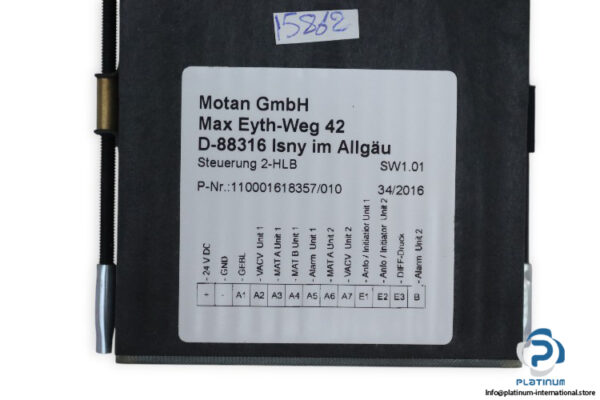 15862
Motan GmbH
Max Eyth-Weg 42
D-88316 Isny im Allgäu
Steuerung 2-HLB SW1.01
P-Nr.:110001618357/010 34/2016
- 24 V DC
- GND
- GEBL
- VACV Unit 1
- MAT A Unit 1
- MAT B Unit 1
- Alarm Unit 1
- MAT A Unit 2
- VACV Unit 2
- Anfo / Initiatior Unit 1
- Anfo / Initiator Unit 2
- DIFF-Druck
- Alarm Unit 2
+ - A1 A2 A3 A4 A5 A6 A7 E1 E2 E3 B
PLATINUM
Info@platinum-international.store